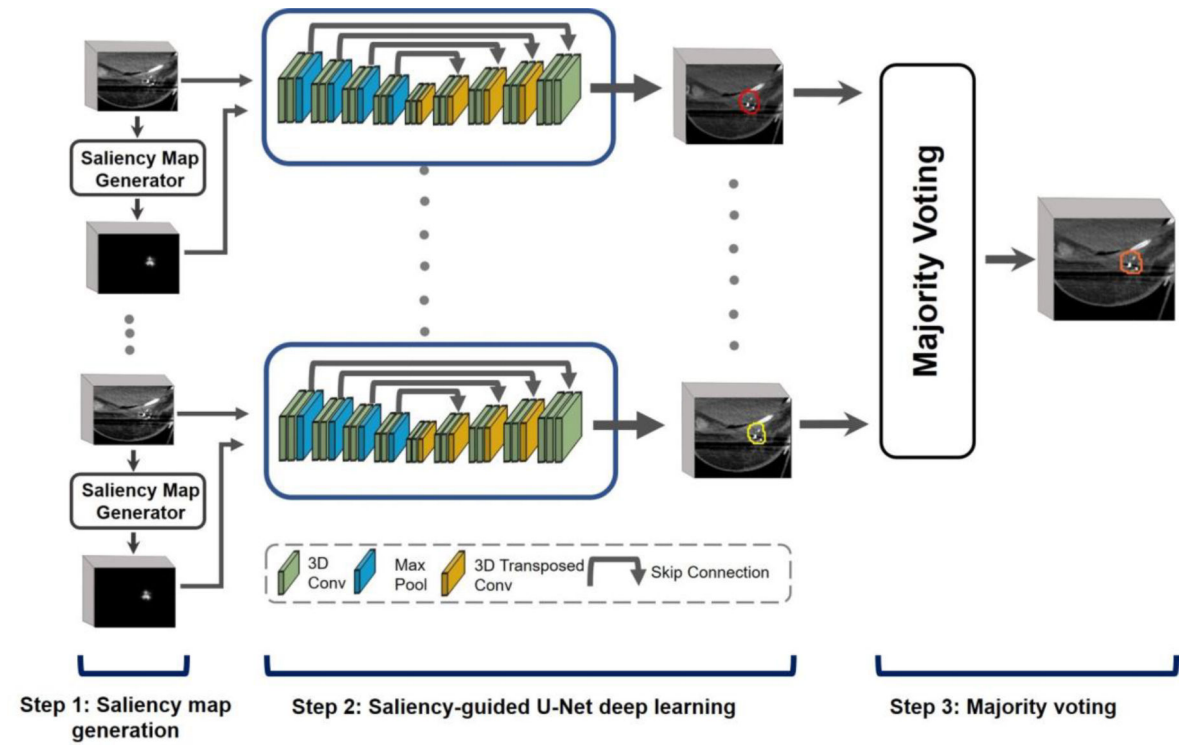 Saliency Map
Generator
Saliency Map
Generator
Majority Voting
3D
Conv
Max
Pool
3D Transposed
Conv
Skip Connection
Step 1: Saliency map
generation
Step 2: Saliency-guided U-Net deep learning
Step 3: Majority voting